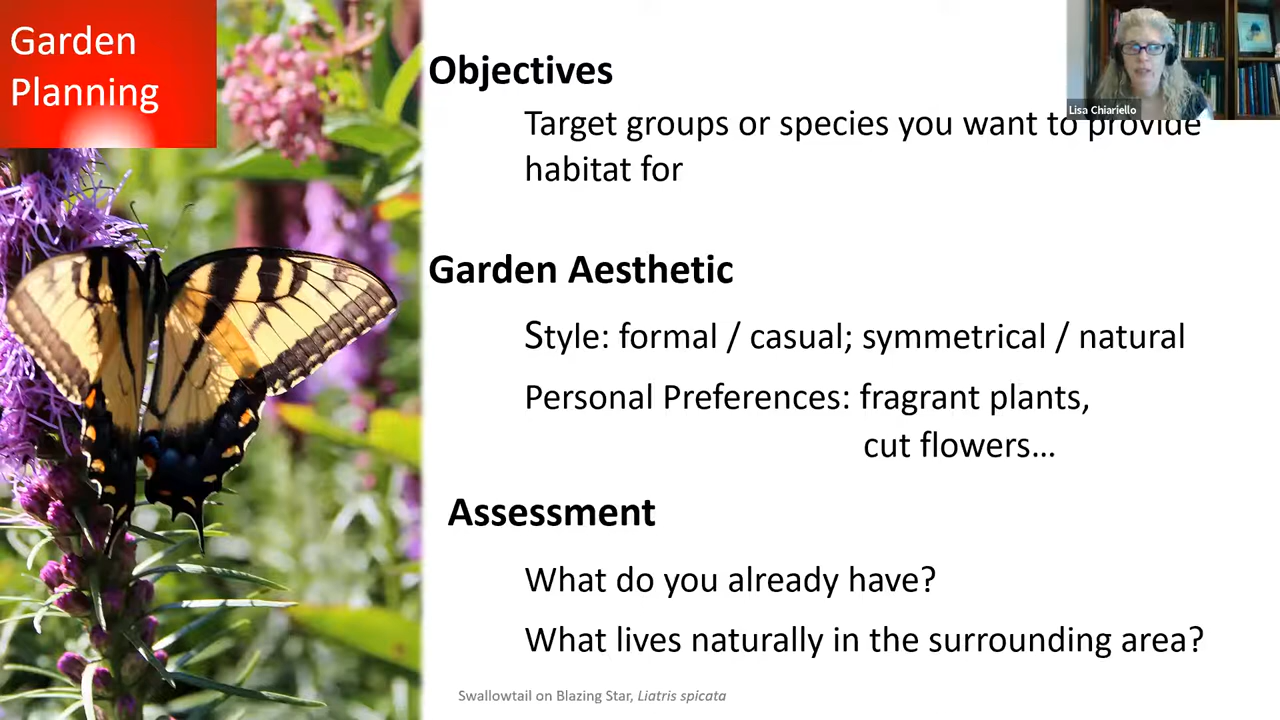 Garden
Planning
Objectives
Lisa Chiariello
Target groups or species you want to provide
habitat for
Garden Aesthetic
Style: formal / casual; symmetrical / natural
Personal Preferences: fragrant plants,
cut flowers…
Assessment
What do you already have?
What lives naturally in the surrounding area?
Swallowtail on Blazing Star, Liatris spicata